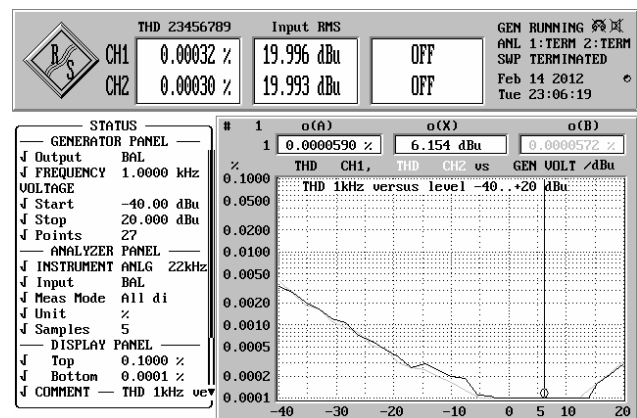 THD 23456789 Input RMS
R&S CH1 0.00032 % 19.996 dBu OFF
CH2 0.00030 % 19.993 dBu OFF
GEN RUNNING
ANL 1:TERM 2:TERM
SWP TERMINATED
Feb 14 2012
Tue 23:06:19
STATUS
GENERATOR PANEL
Output BAL
FREQUENCY 1.0000 kHz
VOLTAGE
Start -40.00 dBu
Stop 20.000 dBu
Points 27
ANALYZER PANEL
INSTRUMENT ANLG 22kHz
Input BAL
Meas Mode All di
Unit %
Samples 5
DISPLAY PANEL
Top 0.1000 %
Bottom 0.0001 %
COMMENT — THD 1kHz ve
# 1 o(A) o(X) o(B)
1 0.0000590 % 6.154 dBu 0.0000572 %
% THD CH1, THD CH2 vs GEN VOLT /dBu
THD 1kHz versus level -40..+20 dBu
0.1000
0.0500
0.0200
0.0100
0.0050
0.0020
0.0010
0.0005
0.0002
0.0001
-40 -30 -20 -10 0 5 10 20